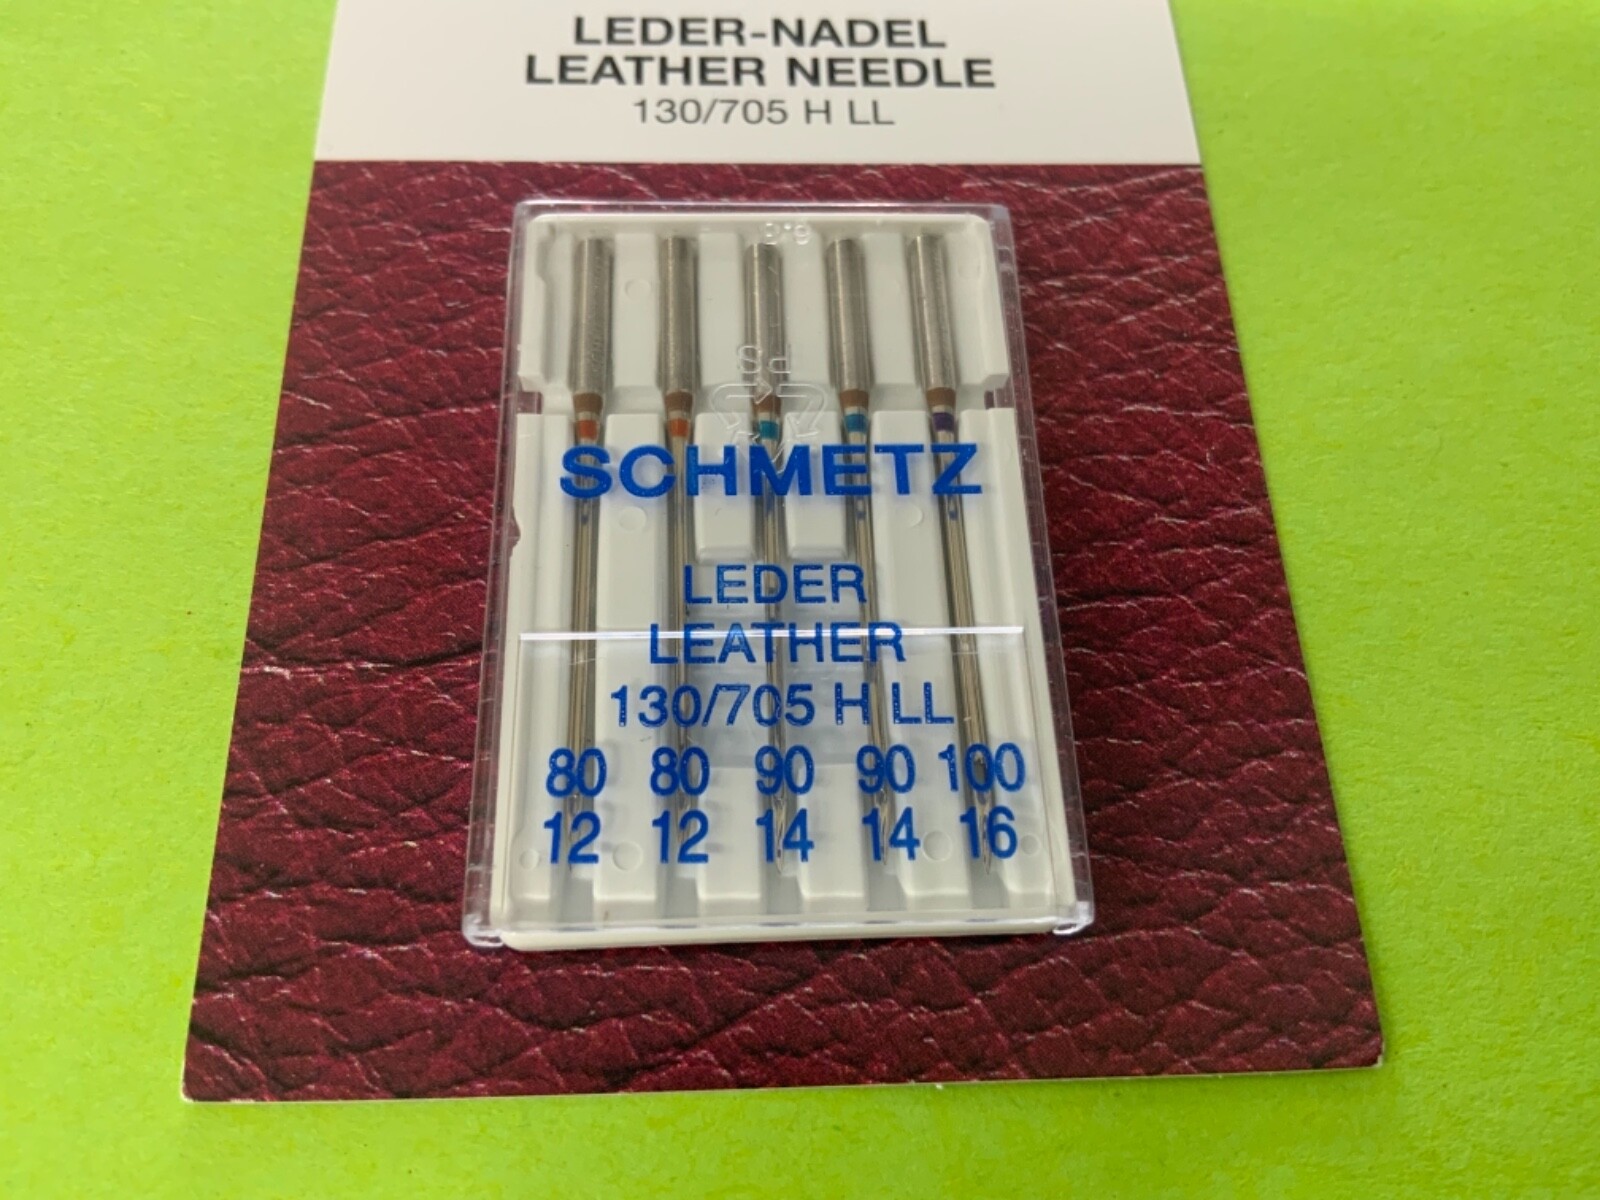 LEDER-NADEL
LEATHER NEEDLE
130/705 H LL
PS
SCHMETZ
LEDER
LEATHER
130/705 H LL
80 80 90 90 100
12 12 14 14 16